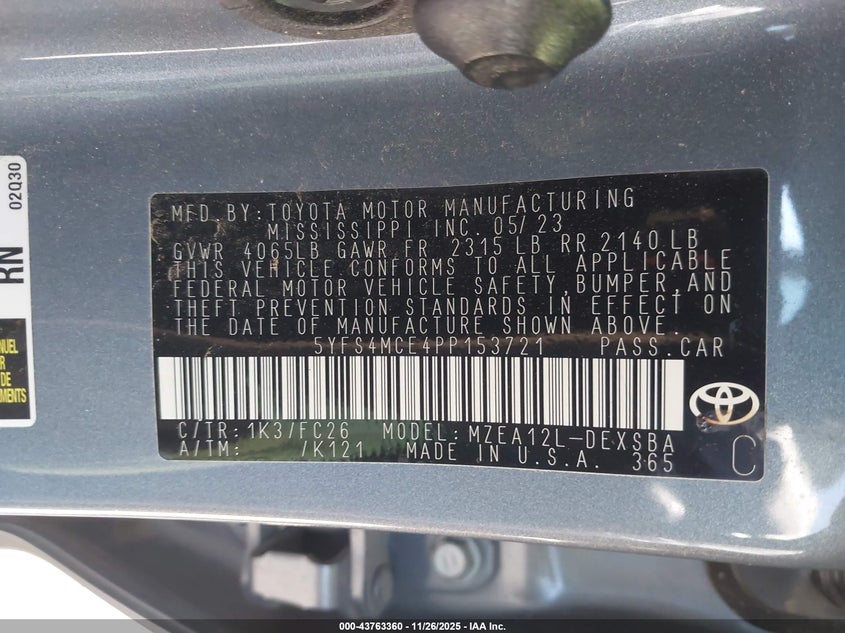 MFD. BY: TOYOTA MOTOR MANUFACTURING
MISSISSIPPI INC. 05/23
GVWR 4065LB GAWR FR 2315 LB RR 2140 LB
THIS VEHICLE CONFORMS TO ALL APPLICABLE
FEDERAL MOTOR VEHICLE SAFETY, BUMPER, AND
THEFT PREVENTION STANDARDS IN EFFECT ON
THE DATE OF MANUFACTURE SHOWN ABOVE.
5YFS4MCE4PP153721 PASS. CAR
C/TR: 1K3/FC26 MODEL: MZEA12L-DEXSBA
A/TM: /K121 MADE IN U.S.A. 365
C
02Q30
RN
DE
000-43763360 - 11/26/2025 - IAA Inc.